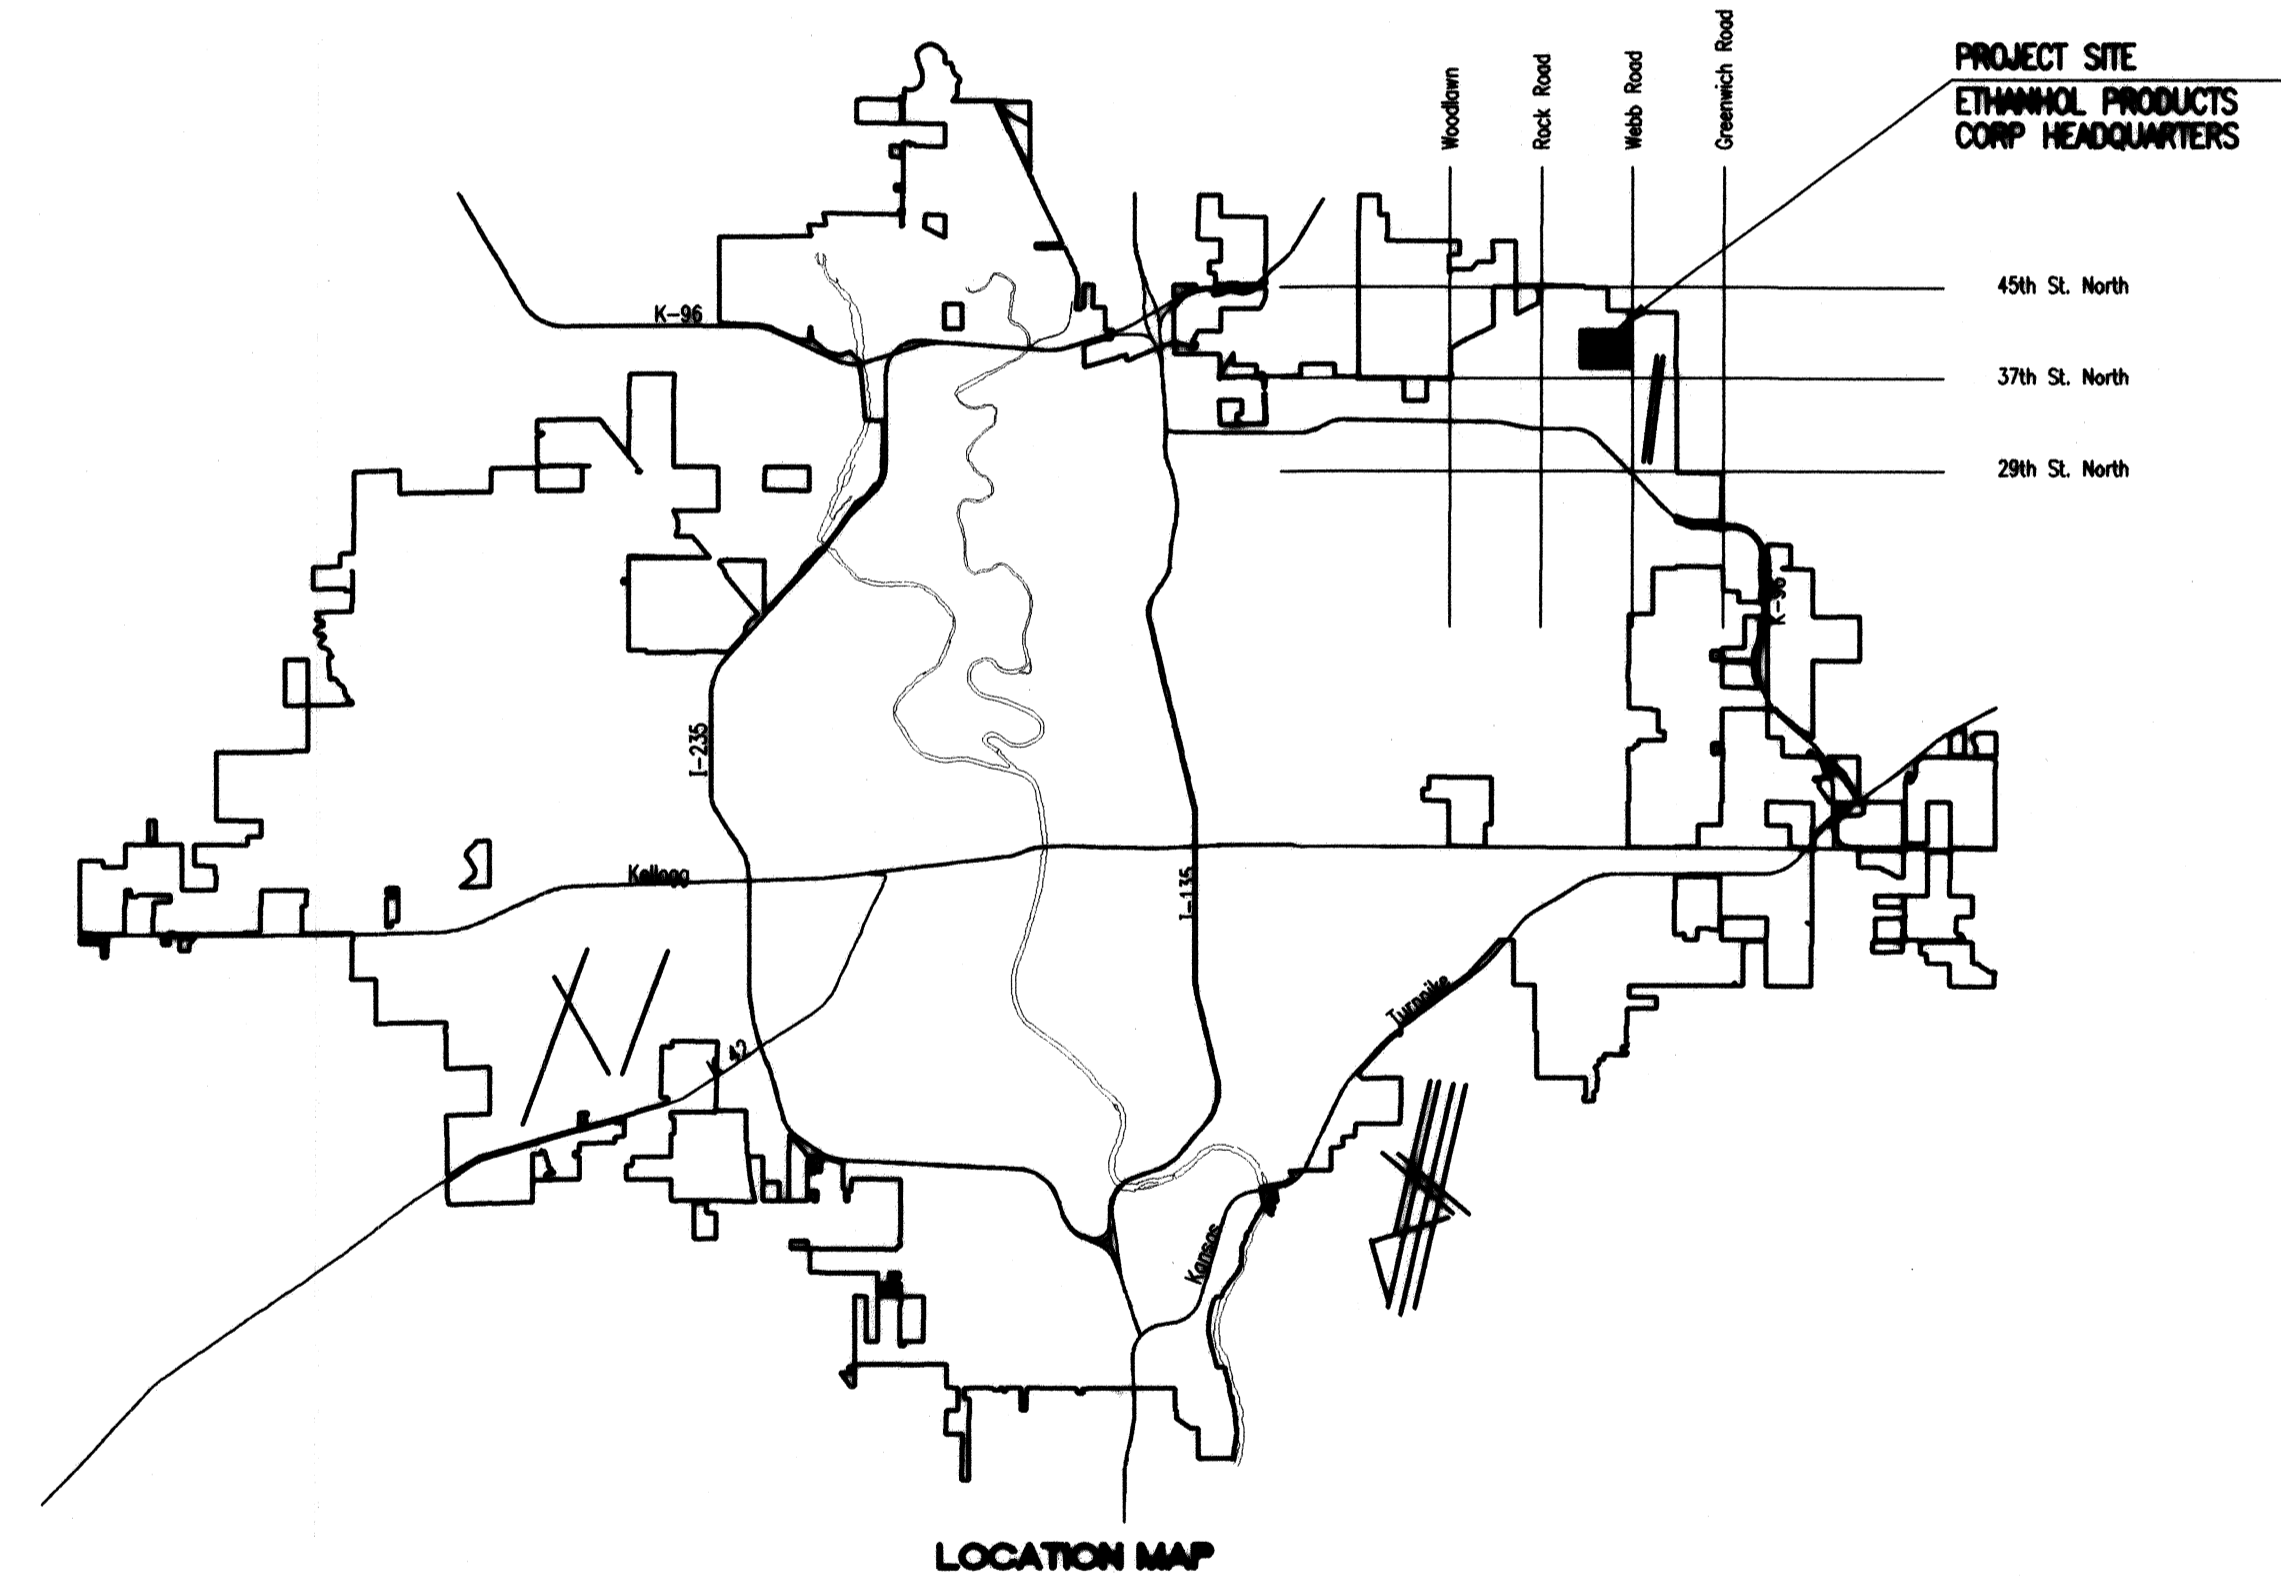 PROJECT SITE
ETHANHOL PRODUCTS
CORP HEADQUARTERS
Woodlawn
Rock Road
Webb Road
Greenwich Road
45th St. North
37th St. North
29th St. North
K-96
K-96
I-235
Kellogg
I-135
Turnpike
K 42
Kansas
LOCATION MAP